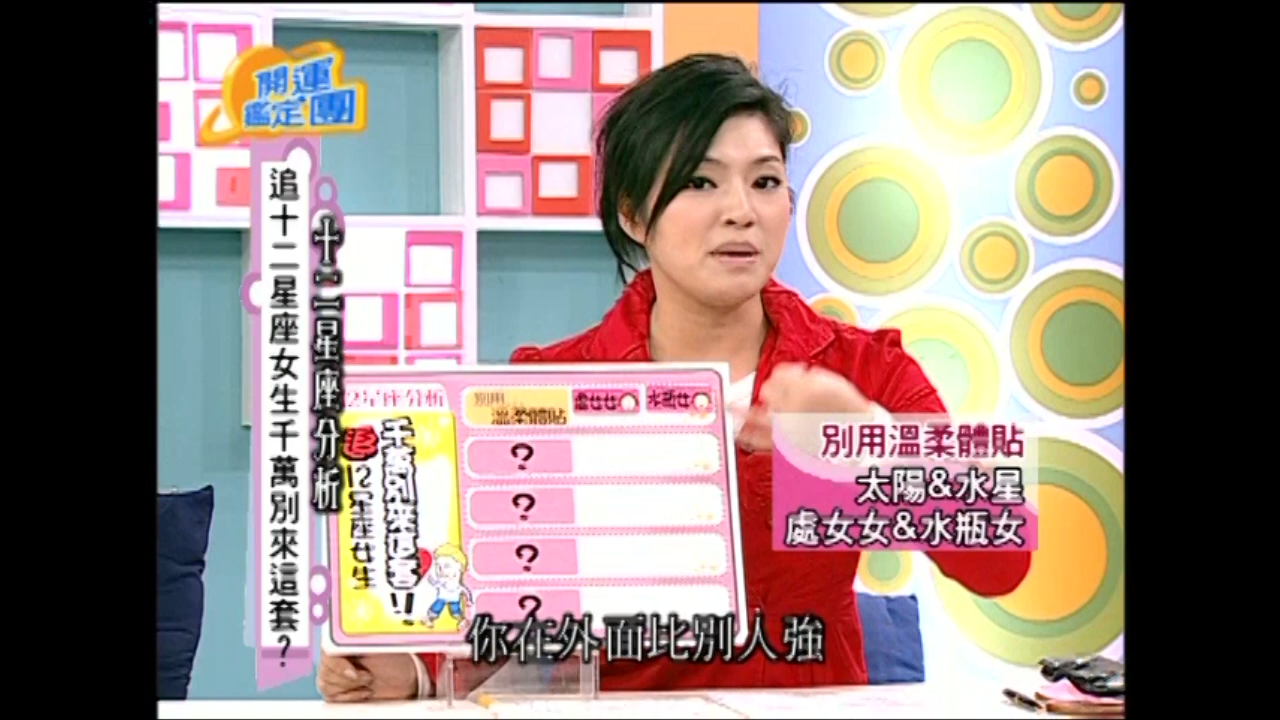 開運
鑑定團
追十二星座女生千萬別來這套?
十二星座分析
12星座分析
追12星座女生
千萬別來這套!!
別用
溫柔體貼
處女女
水瓶女
?
?
?
?
別用溫柔體貼
太陽&水星
處女女&水瓶女
你在外面比別人強